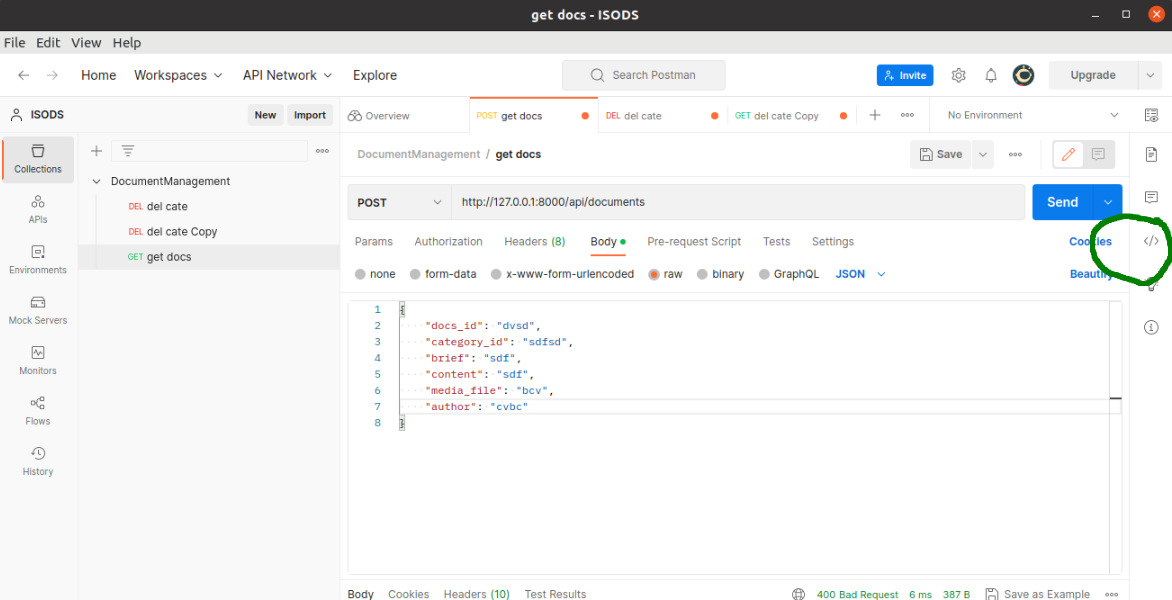 get docs - ISODS
File Edit View Help
Home Workspaces API Network Explore Search Postman Invite Upgrade
ISODS New Import Overview POST get docs DEL del cate GET del cate Copy No Environment
Collections
APIs
Environments
Mock Servers
Monitors
Flows
History
DocumentManagement
DEL del cate
DEL del cate Copy
GET get docs
DocumentManagement / get docs Save
POST http://127.0.0.1:8000/api/documents Send
Params Authorization Headers (8) Body Pre-request Script Tests Settings Cookies </>
none form-data x-www-form-urlencoded raw binary GraphQL JSON Beautify
1 {
2 "docs_id": "dvsd",
3 "category_id": "sdfsd",
4 "brief": "sdf",
5 "content": "sdf",
6 "media_file": "bcv",
7 "author": "cvbc"
8 }
Body Cookies Headers (10) Test Results 400 Bad Request 6 ms 387 B Save as Example